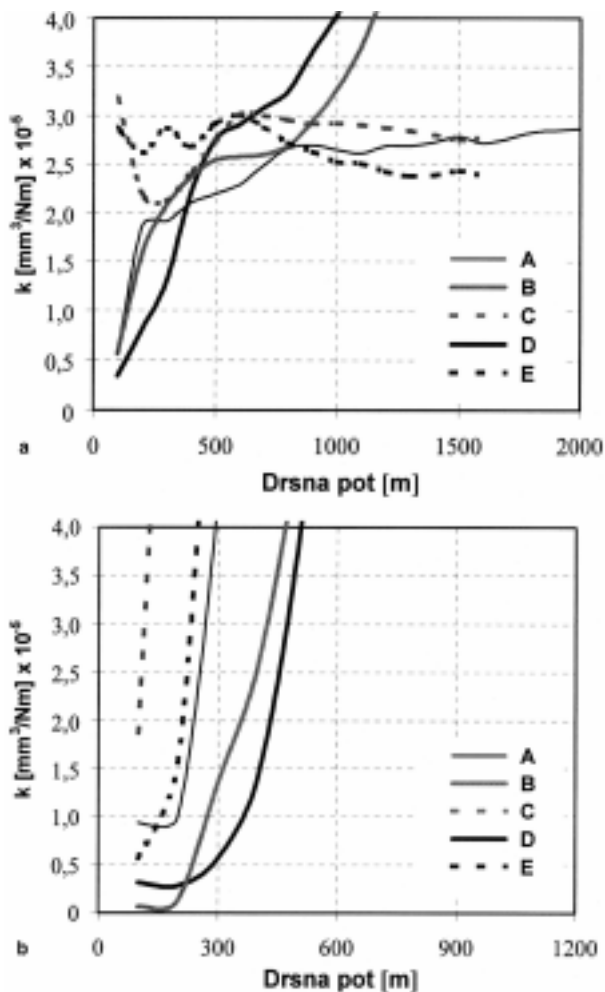 4,0
3,5
3,0
2,5
2,0
1,5
1,0
0,5
0
k [mm³/Nm] x 10⁻⁶
A
B
C
D
E
0 500 1000 1500 2000
a
Drsna pot [m]
4,0
3,5
3,0
2,5
2,0
1,5
1,0
0,5
0
k [mm³/Nm] x 10⁻⁶
A
B
C
D
E
0 300 600 900 1200
b
Drsna pot [m]